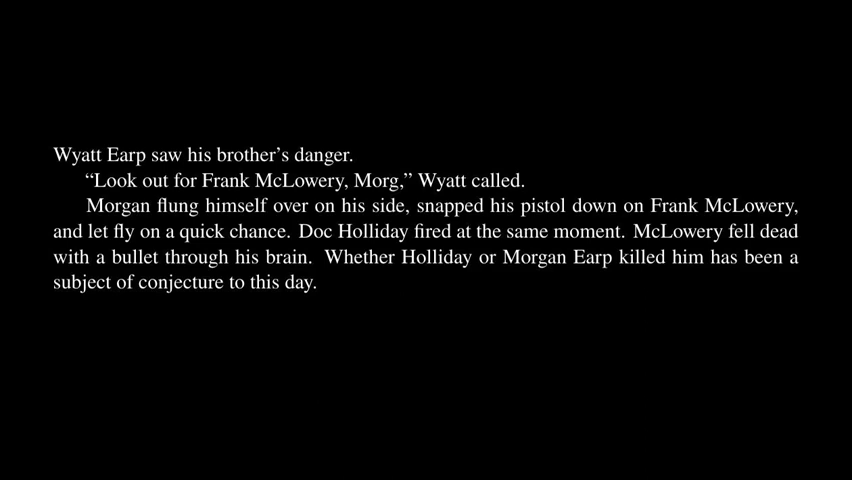 Wyatt Earp saw his brother’s danger.
“Look out for Frank McLowery, Morg,” Wyatt called.
Morgan flung himself over on his side, snapped his pistol down on Frank McLowery,
and let fly on a quick chance. Doc Holliday fired at the same moment. McLowery fell dead
with a bullet through his brain. Whether Holliday or Morgan Earp killed him has been a
subject of conjecture to this day.